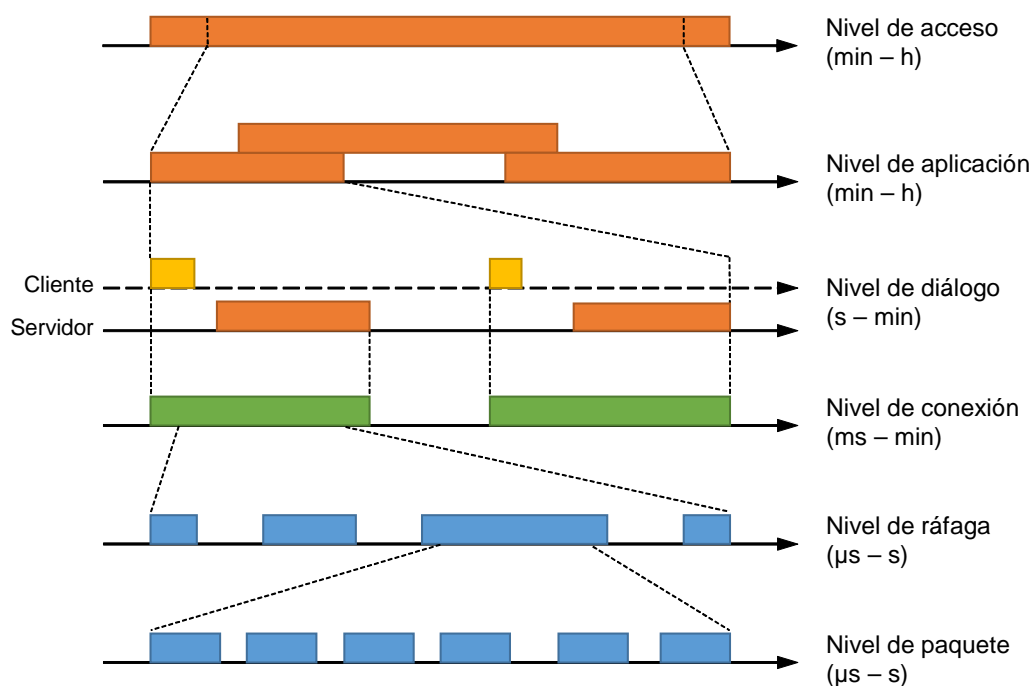 Nivel de acceso
(min – h)
Nivel de aplicación
(min – h)
Cliente
Servidor
Nivel de diálogo
(s – min)
Nivel de conexión
(ms – min)
Nivel de ráfaga
(µs – s)
Nivel de paquete
(µs – s)